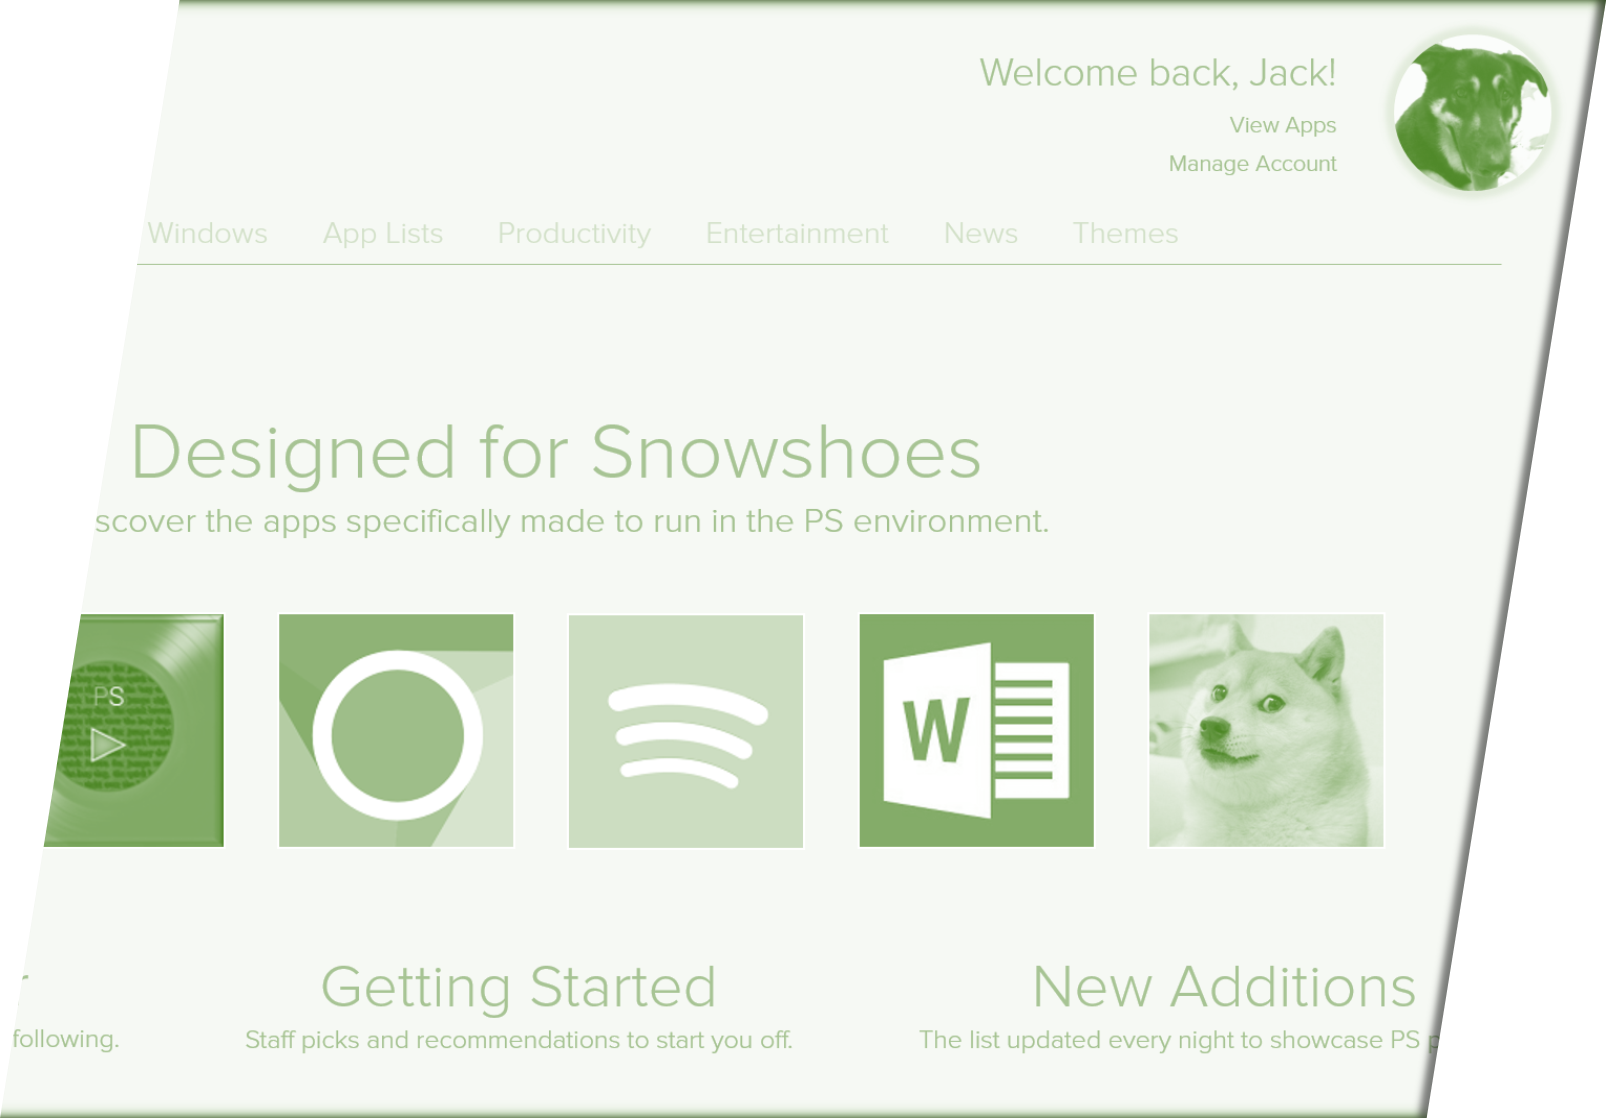 Welcome back, Jack!
View Apps
Manage Account
Windows App Lists Productivity Entertainment News Themes
Designed for Snowshoes
scover the apps specifically made to run in the PS environment.
PS
W
Getting Started New Additions
following. Staff picks and recommendations to start you off. The list updated every night to showcase PS